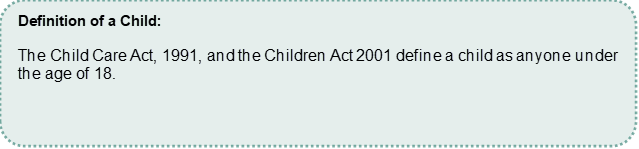 Definition of a Child:
The Child Care Act, 1991, and the Children Act 2001 define a child as anyone under
the age of 18.